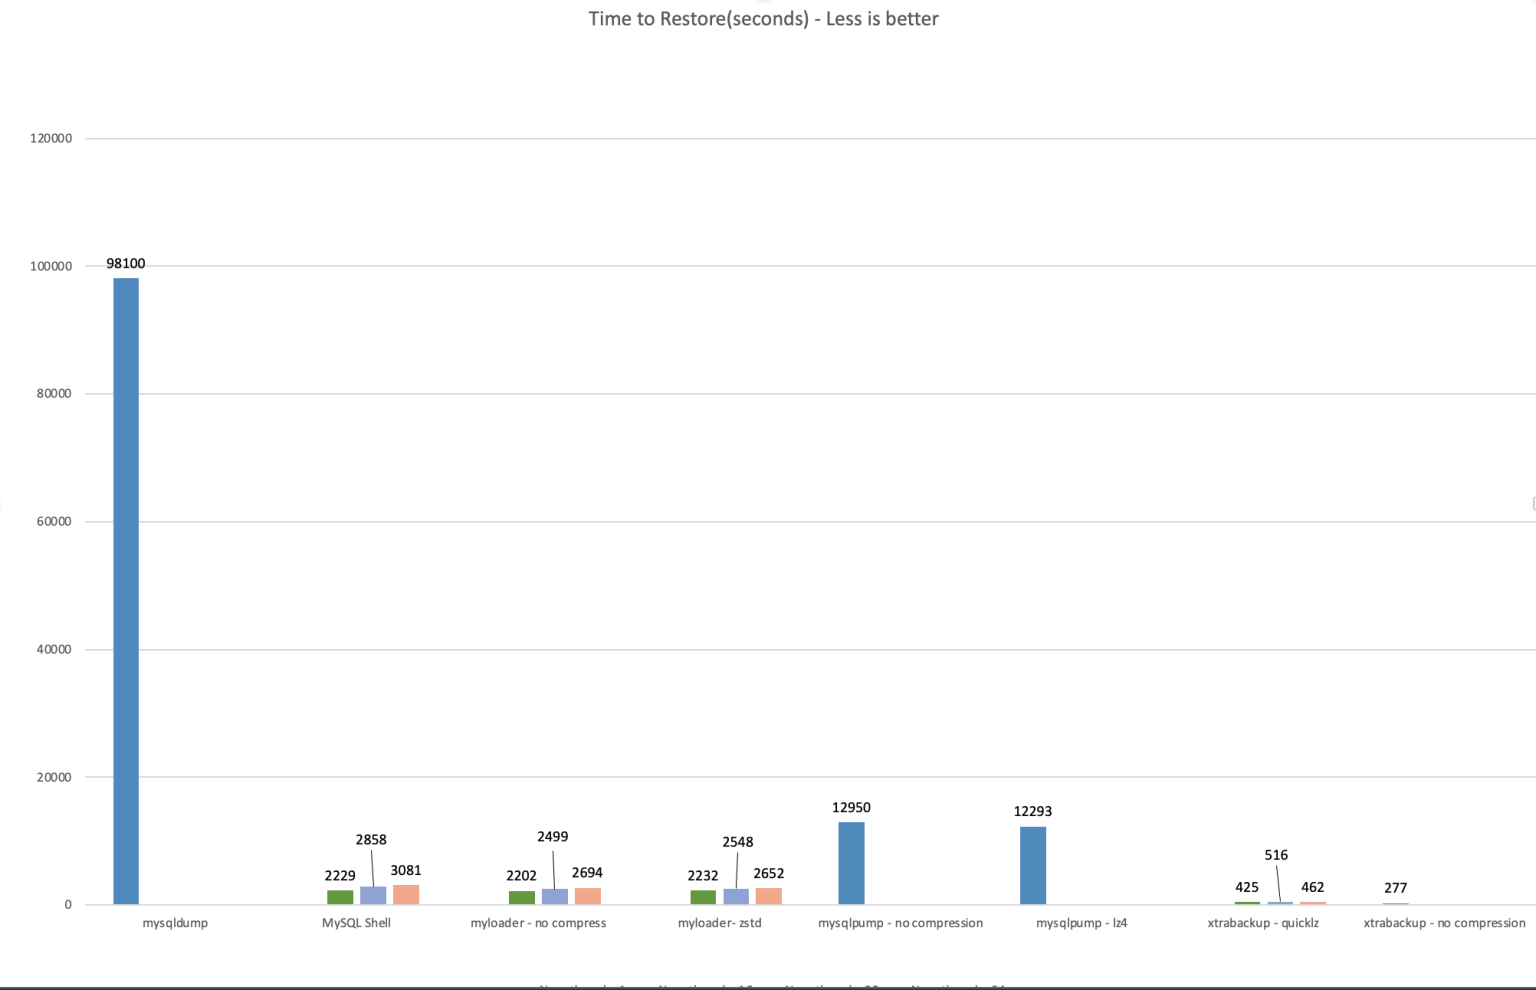 Time to Restore(seconds) - Less is better
120000
100000
80000
60000
40000
20000
0
98100
2229
2858
3081
2202
2499
2694
2232
2548
2652
12950
12293
425
516
462
277
mysqldump
MySQL Shell
myloader - no compress
myloader- zstd
mysqlpump - no compression
mysqlpump - lz4
xtrabackup - quicklz
xtrabackup - no compression